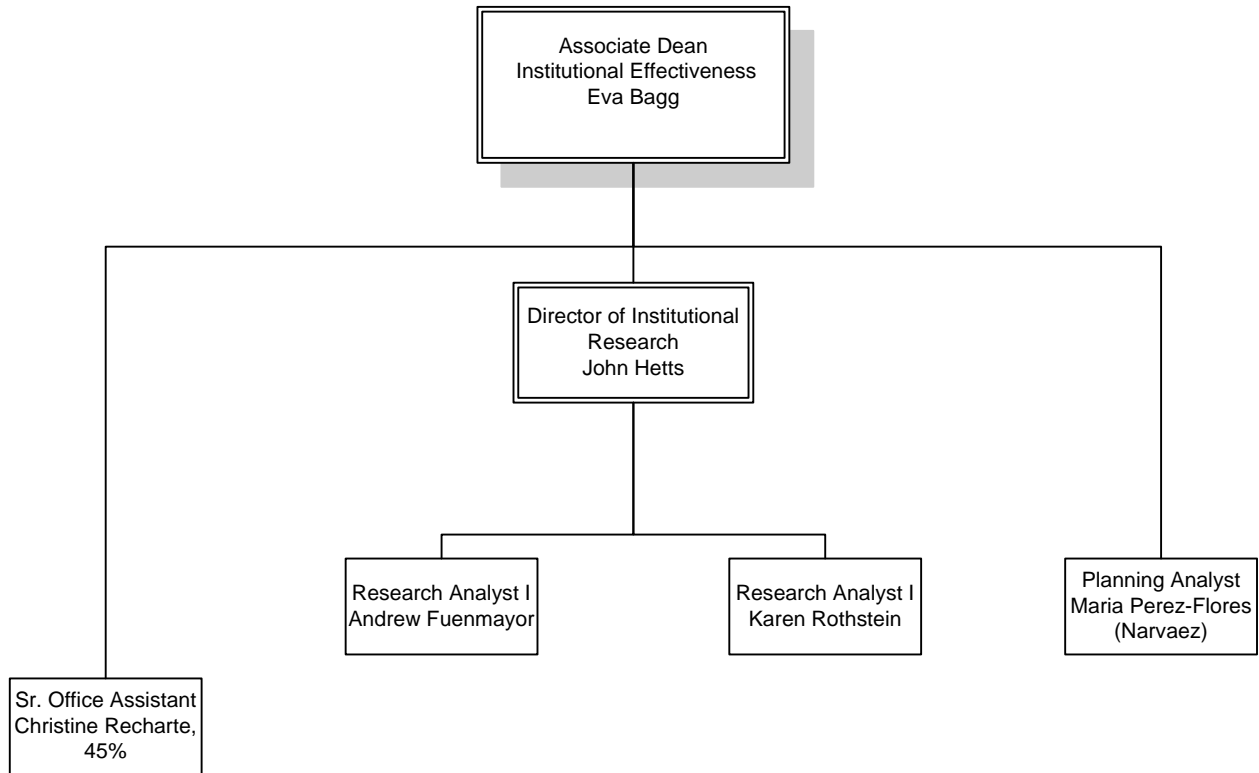 Associate Dean
Institutional Effectiveness
Eva Bagg
Director of Institutional
Research
John Hetts
Research Analyst I
Andrew Fuenmayor
Research Analyst I
Karen Rothstein
Planning Analyst
Maria Perez-Flores
(Narvaez)
Sr. Office Assistant
Christine Recharte,
45%